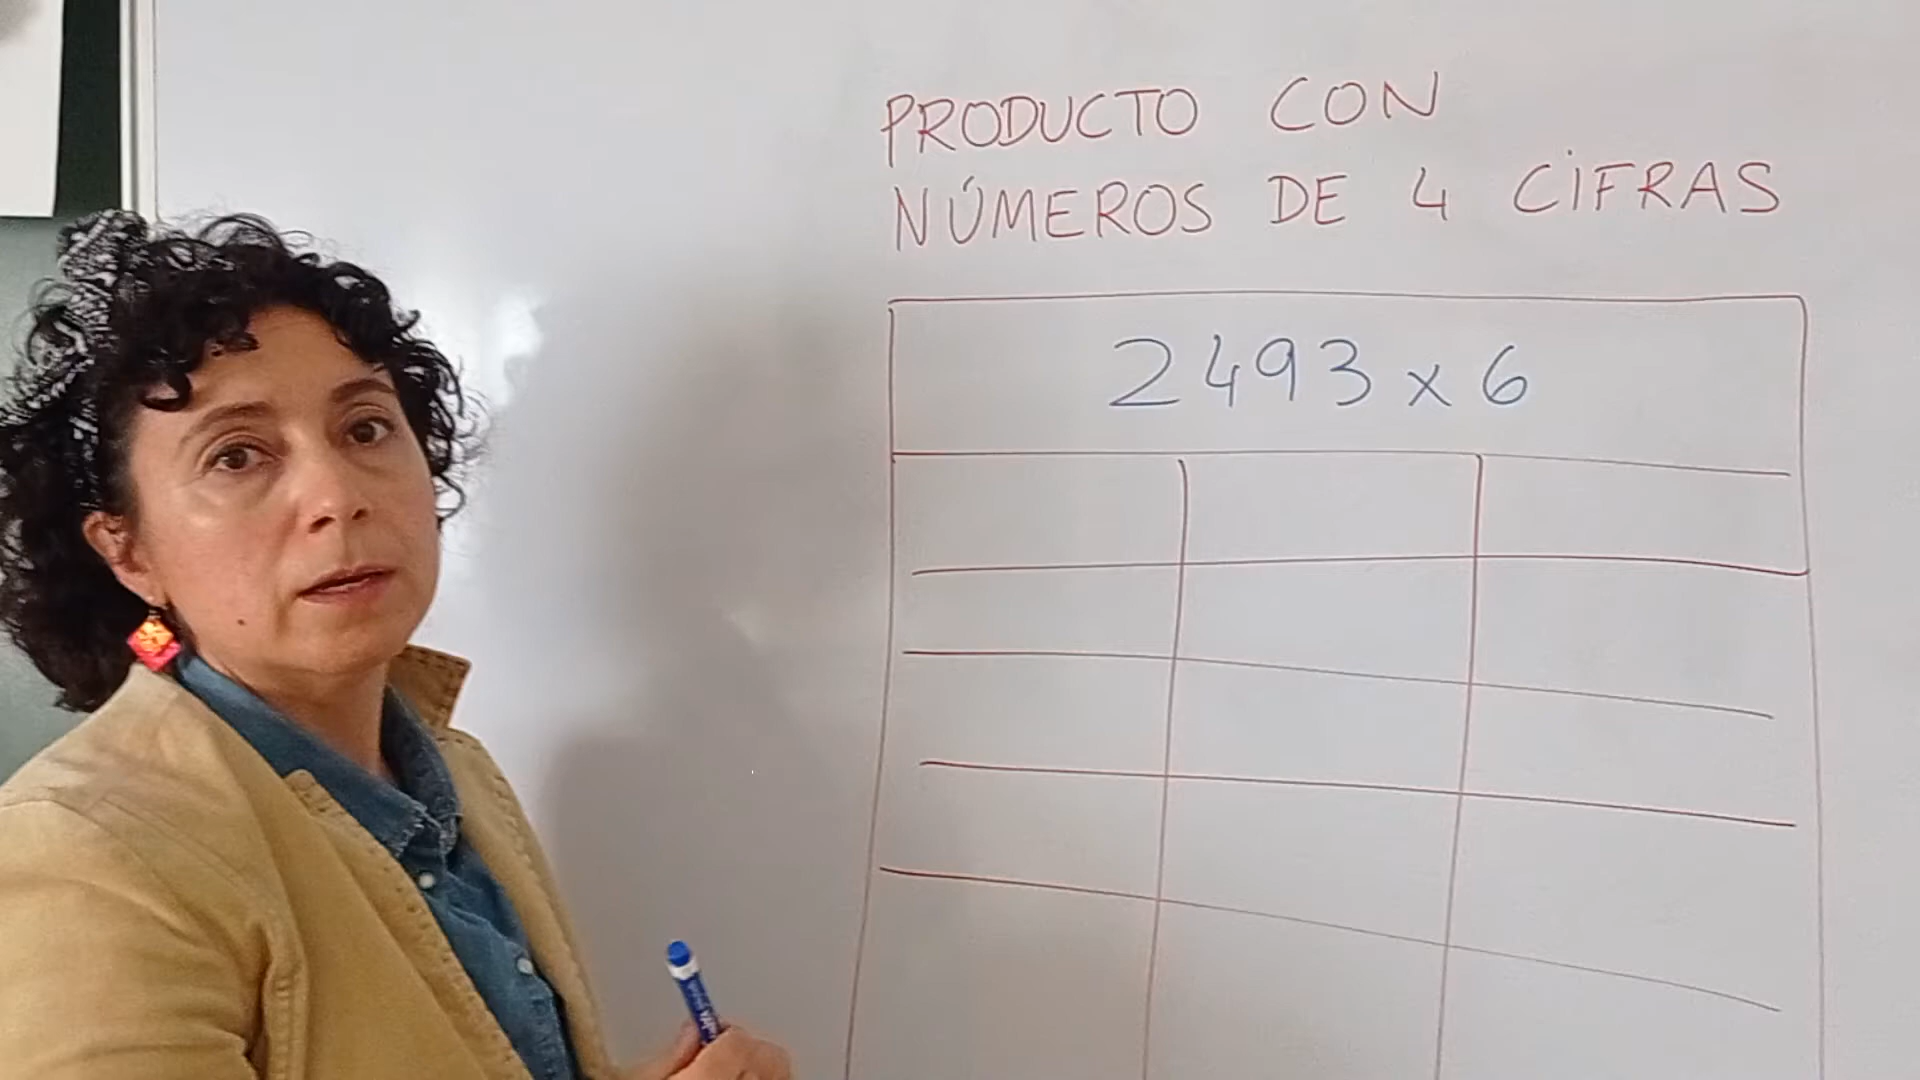 PRODUCTO CON
NÚMEROS DE 4 CIFRAS
2493 x 6